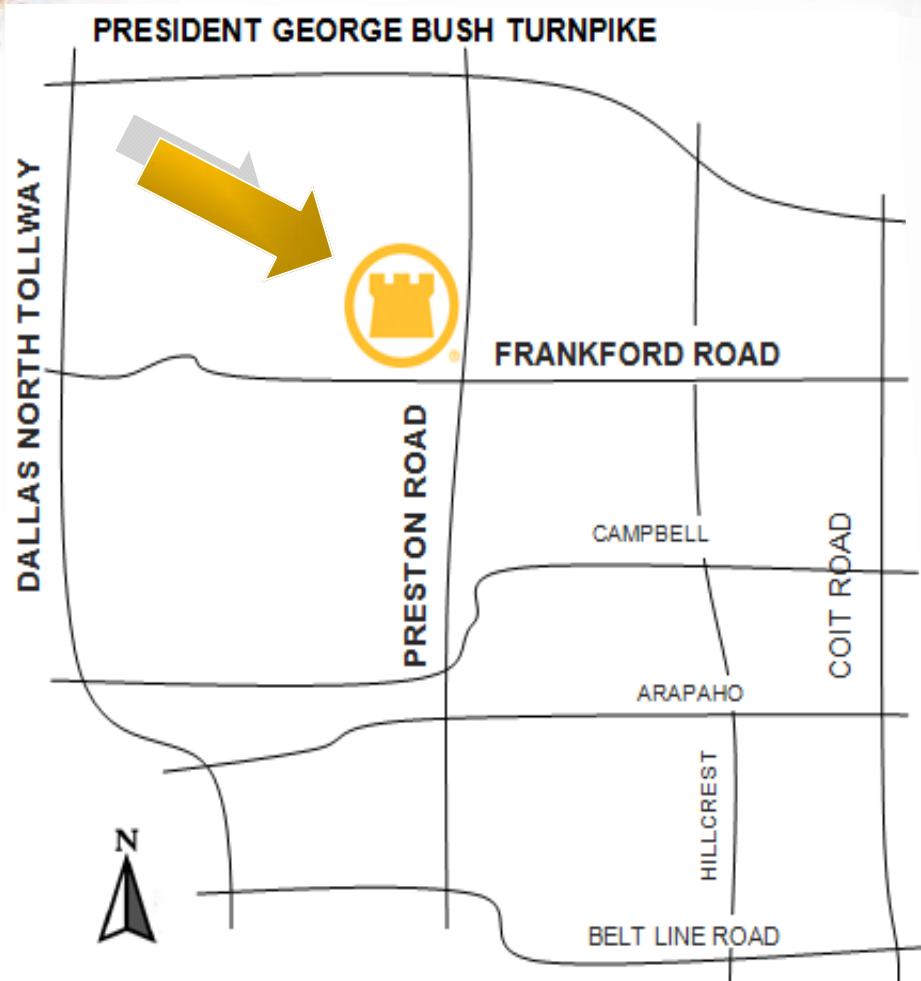 PRESIDENT GEORGE BUSH TURNPIKE
DALLAS NORTH TOLLWAY
®
FRANKFORD ROAD
PRESTON ROAD
CAMPBELL
COIT ROAD
ARAPAHO
HILLCREST
N
BELT LINE ROAD